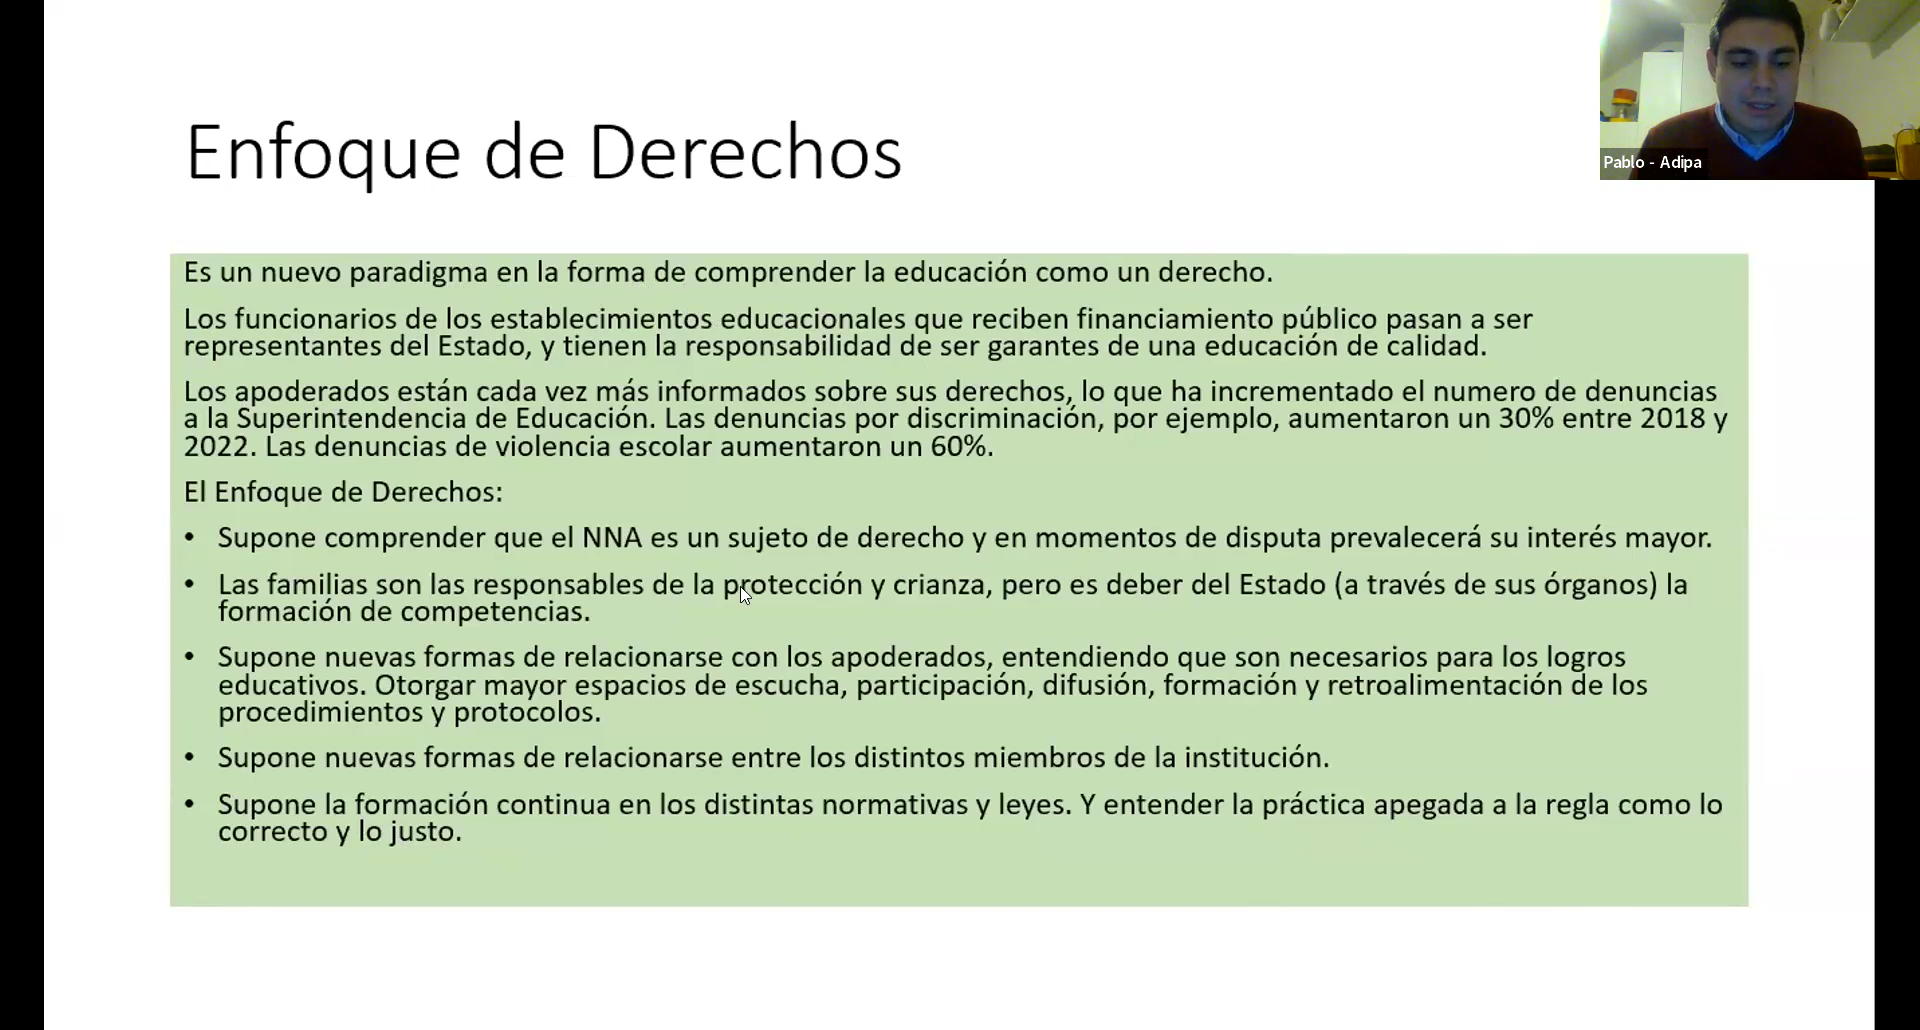 Enfoque de Derechos
Pablo - Adipa
Es un nuevo paradigma en la forma de comprender la educación como un derecho.
Los funcionarios de los establecimientos educacionales que reciben financiamiento público pasan a ser
representantes del Estado, y tienen la responsabilidad de ser garantes de una educación de calidad.
Los apoderados están cada vez más informados sobre sus derechos, lo que ha incrementado el numero de denuncias
a la Superintendencia de Educación. Las denuncias por discriminación, por ejemplo, aumentaron un 30% entre 2018 y
2022. Las denuncias de violencia escolar aumentaron un 60%.
El Enfoque de Derechos:
• Supone comprender que el NNA es un sujeto de derecho y en momentos de disputa prevalecerá su interés mayor.
• Las familias son las responsables de la protección y crianza, pero es deber del Estado (a través de sus órganos) la
formación de competencias.
• Supone nuevas formas de relacionarse con los apoderados, entendiendo que son necesarios para los logros
educativos. Otorgar mayor espacios de escucha, participación, difusión, formación y retroalimentación de los
procedimientos y protocolos.
• Supone nuevas formas de relacionarse entre los distintos miembros de la institución.
• Supone la formación continua en los distintas normativas y leyes. Y entender la práctica apegada a la regla como lo
correcto y lo justo.